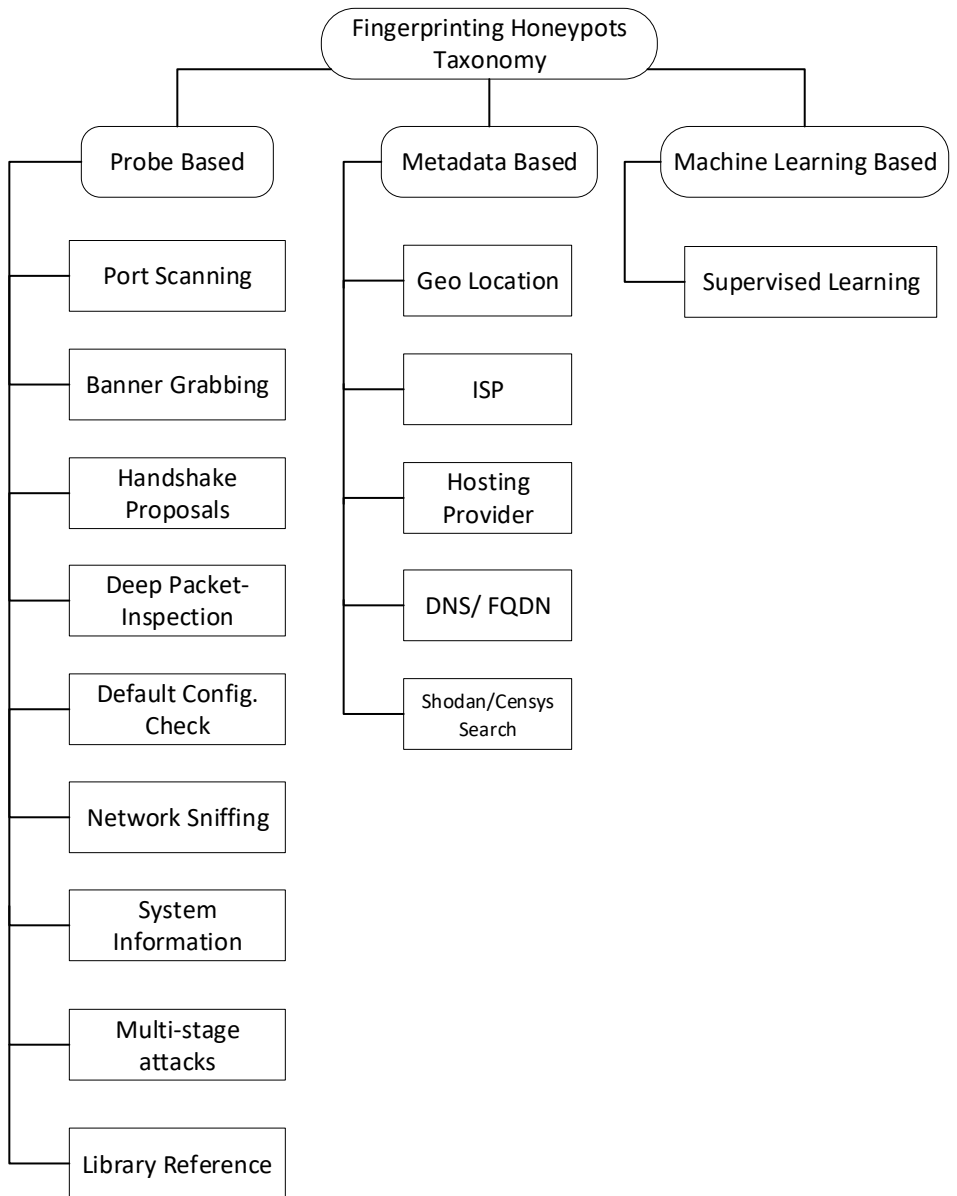 Fingerprinting Honeypots
Taxonomy
Probe Based
Metadata Based
Machine Learning Based
Port Scanning
Banner Grabbing
Handshake
Proposals
Deep Packet-
Inspection
Default Config.
Check
Network Sniffing
System
Information
Multi-stage
attacks
Library Reference
Geo Location
ISP
Hosting
Provider
DNS/ FQDN
Shodan/Censys
Search
Supervised Learning